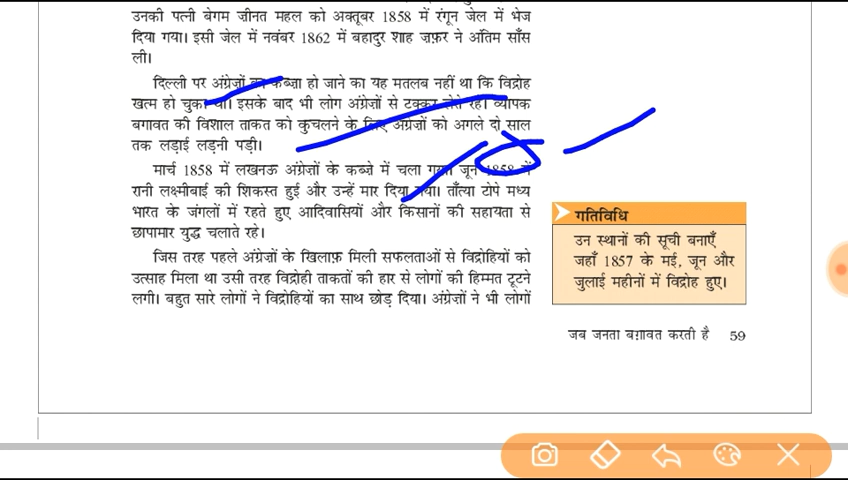 उनकी पत्नी बेगम ज़ीनत महल को अक्तूबर 1858 में रंगून जेल में भेज
दिया गया। इसी जेल में नवंबर 1862 में बहादुर शाह ज़फ़र ने अंतिम साँस
ली।
दिल्ली पर अंग्रेज़ों का कब्ज़ा हो जाने का यह मतलब नहीं था कि विद्रोह
खत्म हो चुका था। इसके बाद भी लोग अंग्रेज़ों से टक्कर लेते रहे। व्यापक
बगावत की विशाल ताकत को कुचलने के लिए अंग्रेज़ों को अगले दो साल
तक लड़ाई लड़नी पड़ी।
मार्च 1858 में लखनऊ अंग्रेज़ों के कब्ज़े में चला गया। जून 1858 में
रानी लक्ष्मीबाई की शिकस्त हुई और उन्हें मार दिया गया। ताँत्या टोपे मध्य
भारत के जंगलों में रहते हुए आदिवासियों और किसानों की सहायता से
छापामार युद्ध चलाते रहे।
जिस तरह पहले अंग्रेज़ों के खिलाफ़ मिली सफलताओं से विद्रोहियों को
उत्साह मिला था उसी तरह विद्रोही ताकतों की हार से लोगों की हिम्मत टूटने
लगी। बहुत सारे लोगों ने विद्रोहियों का साथ छोड़ दिया। अंग्रेज़ों ने भी लोगों
गतिविधि
उन स्थानों की सूची बनाएँ
जहाँ 1857 के मई, जून और
जुलाई महीनों में विद्रोह हुए।
जब जनता बग़ावत करती है 59